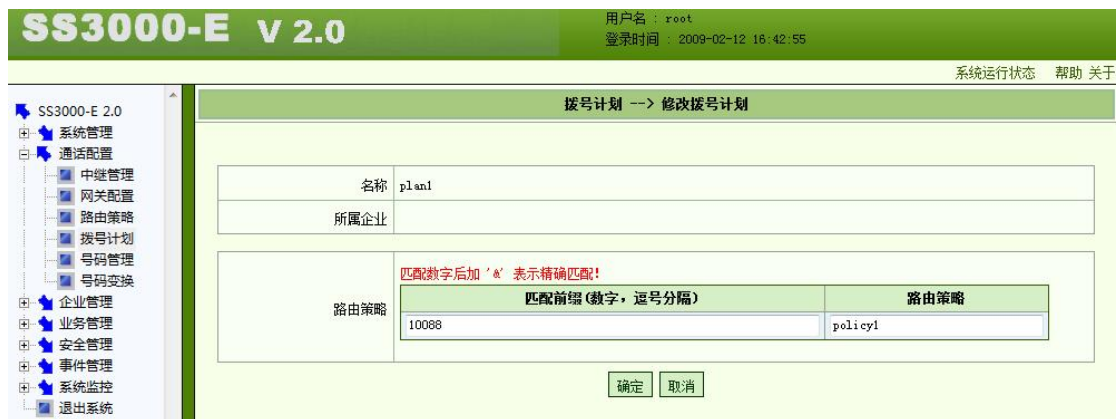 SS3000-E V 2.0
用户名 : root
登录时间 : 2009-02-12 16:42:55
系统运行状态 帮助 关于
SS3000-E 2.0
系统管理
通话配置
中继管理
网关配置
路由策略
拨号计划
号码管理
号码变换
企业管理
业务管理
安全管理
事件管理
系统监控
退出系统
拨号计划 --> 修改拨号计划
名称 plan1
所属企业
路由策略
匹配数字后加 '&' 表示精确匹配!
匹配前缀(数字，逗号分隔) 路由策略
10088 policy1
确定 取消